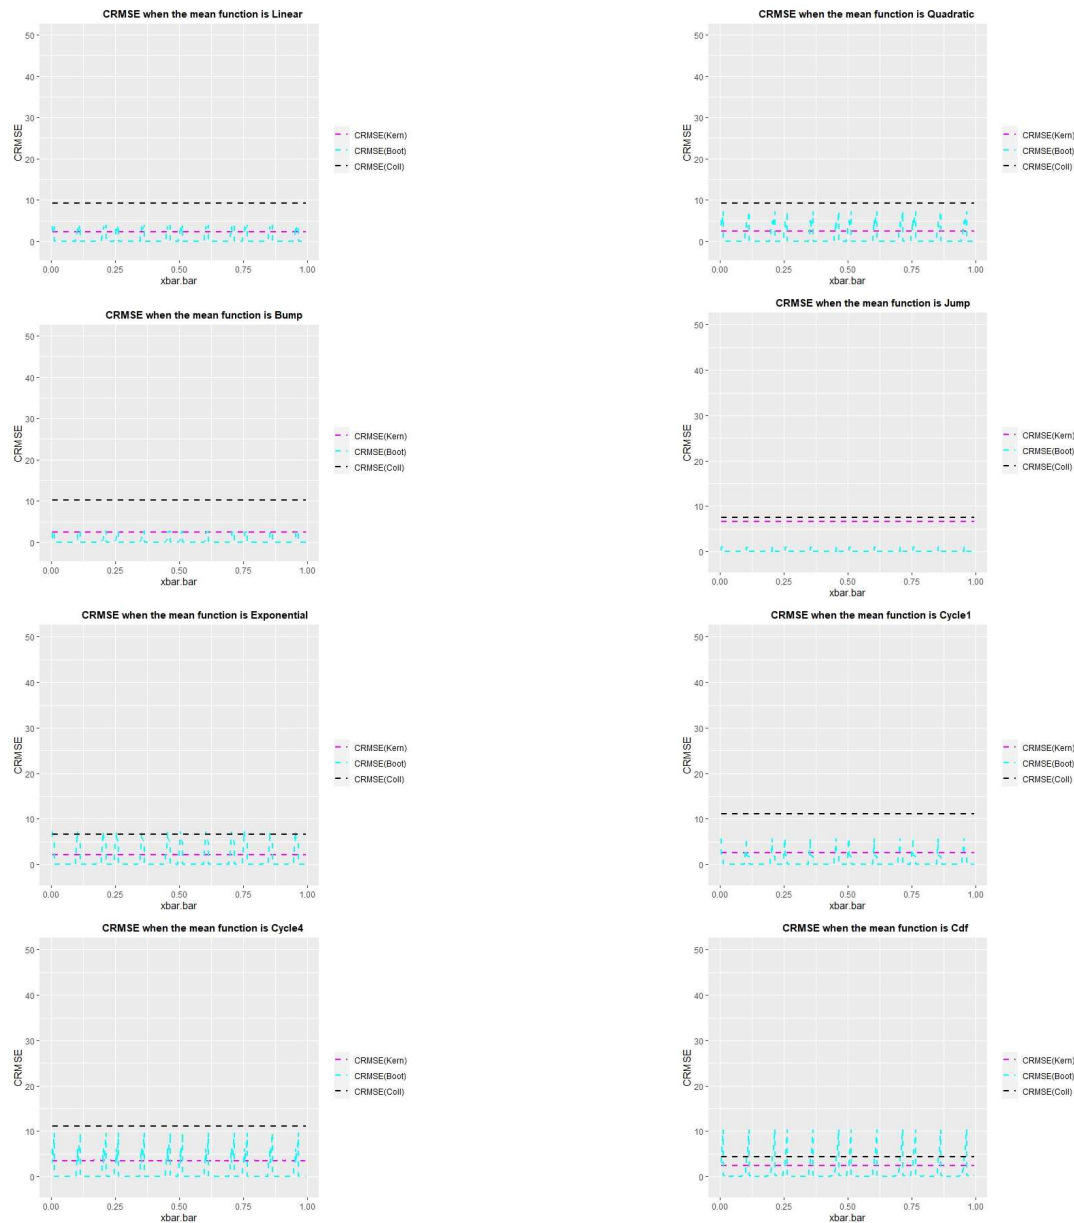 CRMSE when the mean function is Linear
50
40
30
20
10
0
CRMSE
0.00 0.25 0.50 0.75 1.00
xbar.bar
CRMSE(Kern)
CRMSE(Boot)
CRMSE(Coll)
CRMSE when the mean function is Quadratic
50
40
30
20
10
0
CRMSE
0.00 0.25 0.50 0.75 1.00
xbar.bar
CRMSE(Kern)
CRMSE(Boot)
CRMSE(Coll)
CRMSE when the mean function is Bump
50
40
30
20
10
0
CRMSE
0.00 0.25 0.50 0.75 1.00
xbar.bar
CRMSE(Kern)
CRMSE(Boot)
CRMSE(Coll)
CRMSE when the mean function is Jump
50
40
30
20
10
0
CRMSE
0.00 0.25 0.50 0.75 1.00
xbar.bar
CRMSE(Kern)
CRMSE(Boot)
CRMSE(Coll)
CRMSE when the mean function is Exponential
50
40
30
20
10
0
CRMSE
0.00 0.25 0.50 0.75 1.00
xbar.bar
CRMSE(Kern)
CRMSE(Boot)
CRMSE(Coll)
CRMSE when the mean function is Cycle1
50
40
30
20
10
0
CRMSE
0.00 0.25 0.50 0.75 1.00
xbar.bar
CRMSE(Kern)
CRMSE(Boot)
CRMSE(Coll)
CRMSE when the mean function is Cycle4
50
40
30
20
10
0
CRMSE
0.00 0.25 0.50 0.75 1.00
xbar.bar
CRMSE(Kern)
CRMSE(Boot)
CRMSE(Coll)
CRMSE when the mean function is Cdf
50
40
30
20
10
0
CRMSE
0.00 0.25 0.50 0.75 1.00
xbar.bar
CRMSE(Kern)
CRMSE(Boot)
CRMSE(Coll)